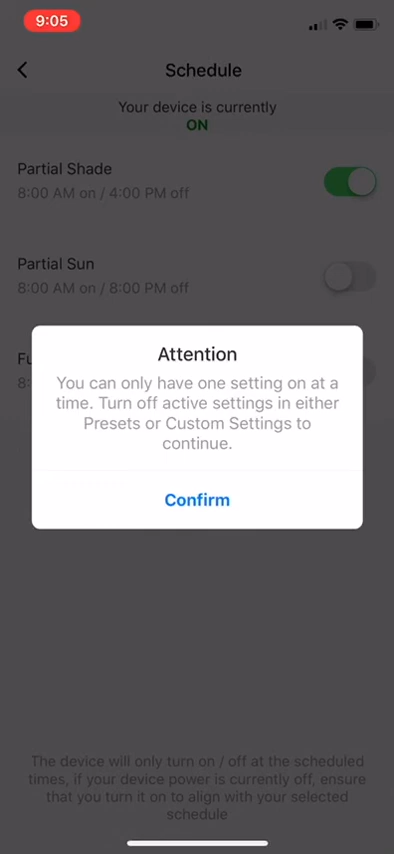 9:05
Schedule
Your device is currently
ON
Partial Shade
8:00 AM on / 4:00 PM off
Partial Sun
8:00 AM on / 8:00 PM off
Attention
You can only have one setting on at a
time. Turn off active settings in either
Presets or Custom Settings to
continue.
Confirm
The device will only turn on / off at the scheduled
times, if your device power is currently off, ensure
that you turn it on to align with your selected
schedule